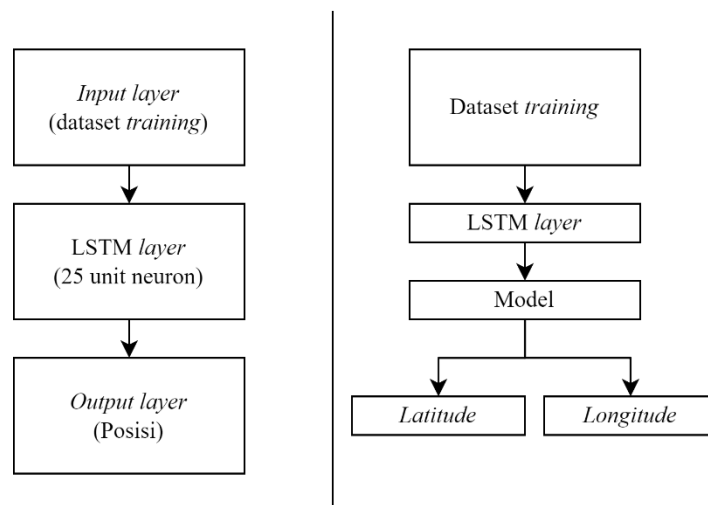 Input layer
(dataset training)
LSTM layer
(25 unit neuron)
Output layer
(Posisi)
Dataset training
LSTM layer
Model
Latitude
Longitude